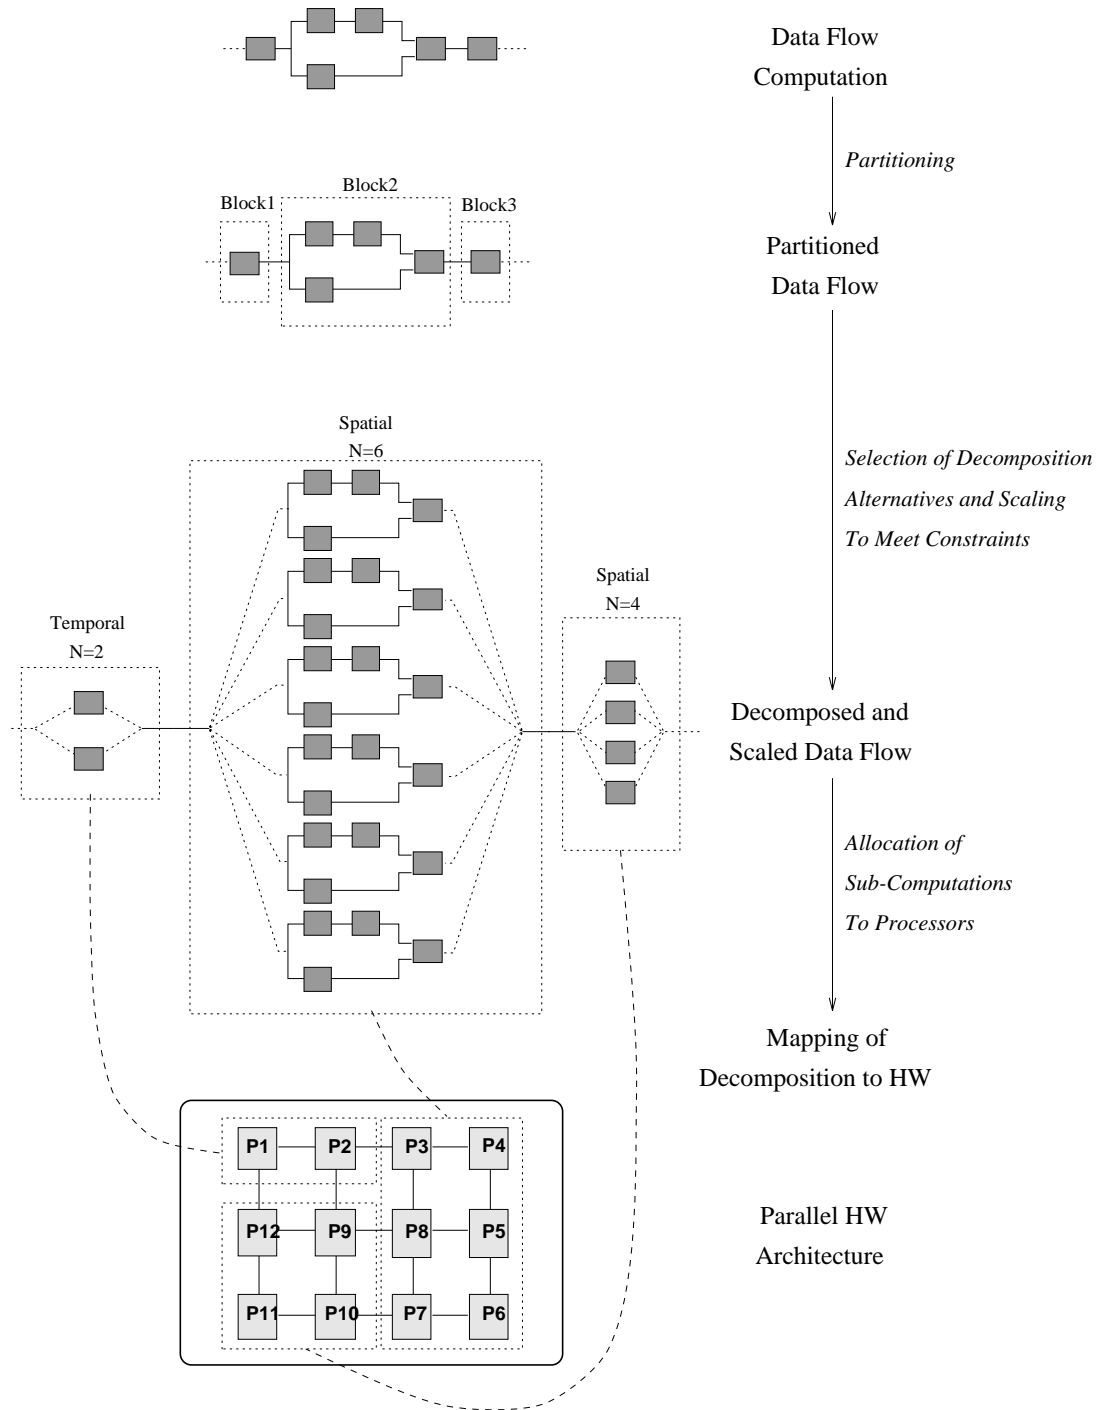 Data Flow
Computation
Partitioning
Block1
Block2
Block3
Partitioned
Data Flow
Spatial
N=6
Selection of Decomposition
Alternatives and Scaling
To Meet Constraints
Spatial
N=4
Temporal
N=2
Decomposed and
Scaled Data Flow
Allocation of
Sub-Computations
To Processors
Mapping of
Decomposition to HW
P1 P2 P3 P4
P12 P9 P8 P5
P11 P10 P7 P6
Parallel HW
Architecture